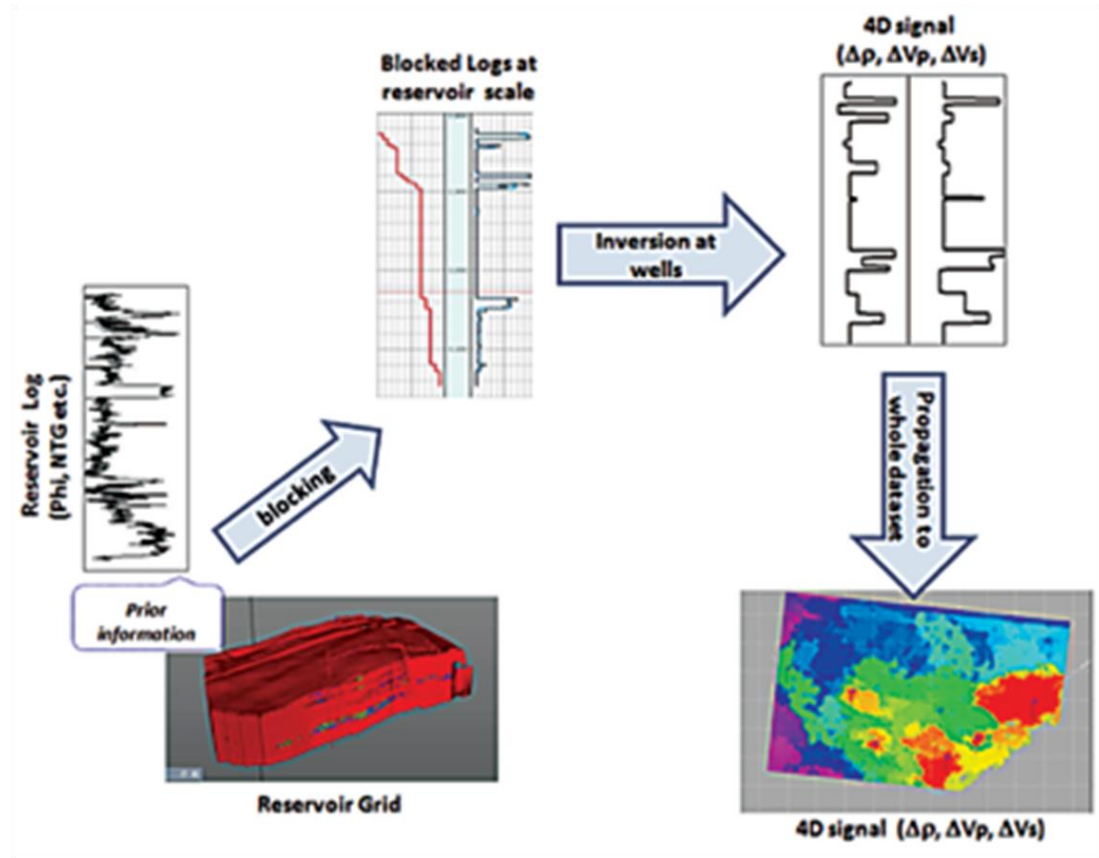 4D signal
(Δρ, ΔVp, ΔVs)
Blocked Logs at
reservoir scale
Inversion at
wells
Reservoir Log
(Phi, NTG etc.)
blocking
Propagation to
whole dataset
Prior
information
Reservoir Grid
4D signal (Δρ, ΔVp, ΔVs)